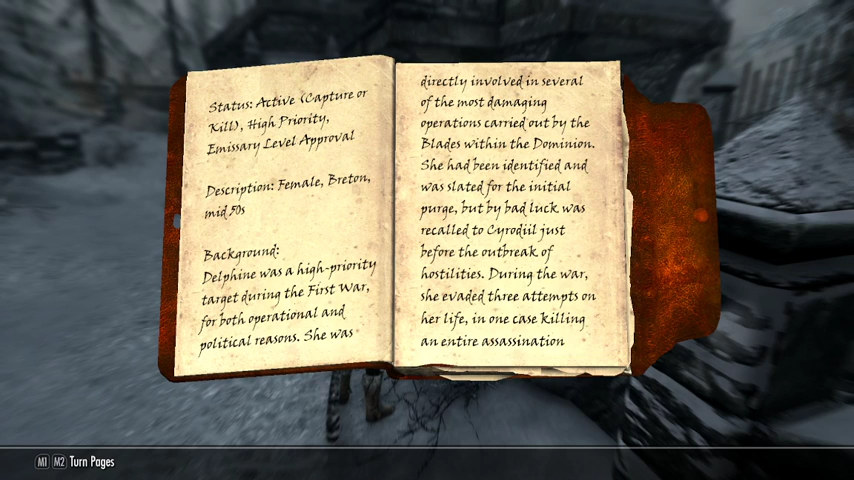 Status: Active (Capture or
Kill), High Priority,
Emissary Level Approval
Description: Female, Breton,
mid 50s
Background:
Delphine was a high-priority
target during the First War,
for both operational and
political reasons. She was
directly involved in several
of the most damaging
operations carried out by the
Blades within the Dominion.
She had been identified and
was slated for the initial
purge, but by bad luck was
recalled to Cyrodiil just
before the outbreak of
hostilities. During the war,
she evaded three attempts on
her life, in one case killing
an entire assassination
M1 M2 Turn Pages